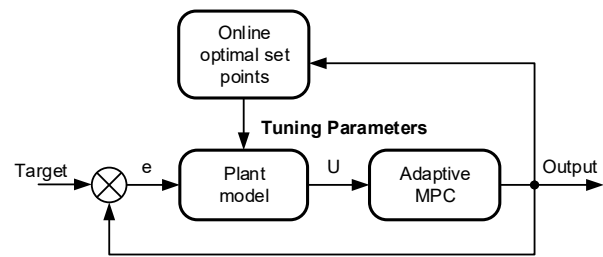 Online
optimal set
points
Tuning Parameters
Target
e
Plant
model
U
Adaptive
MPC
Output